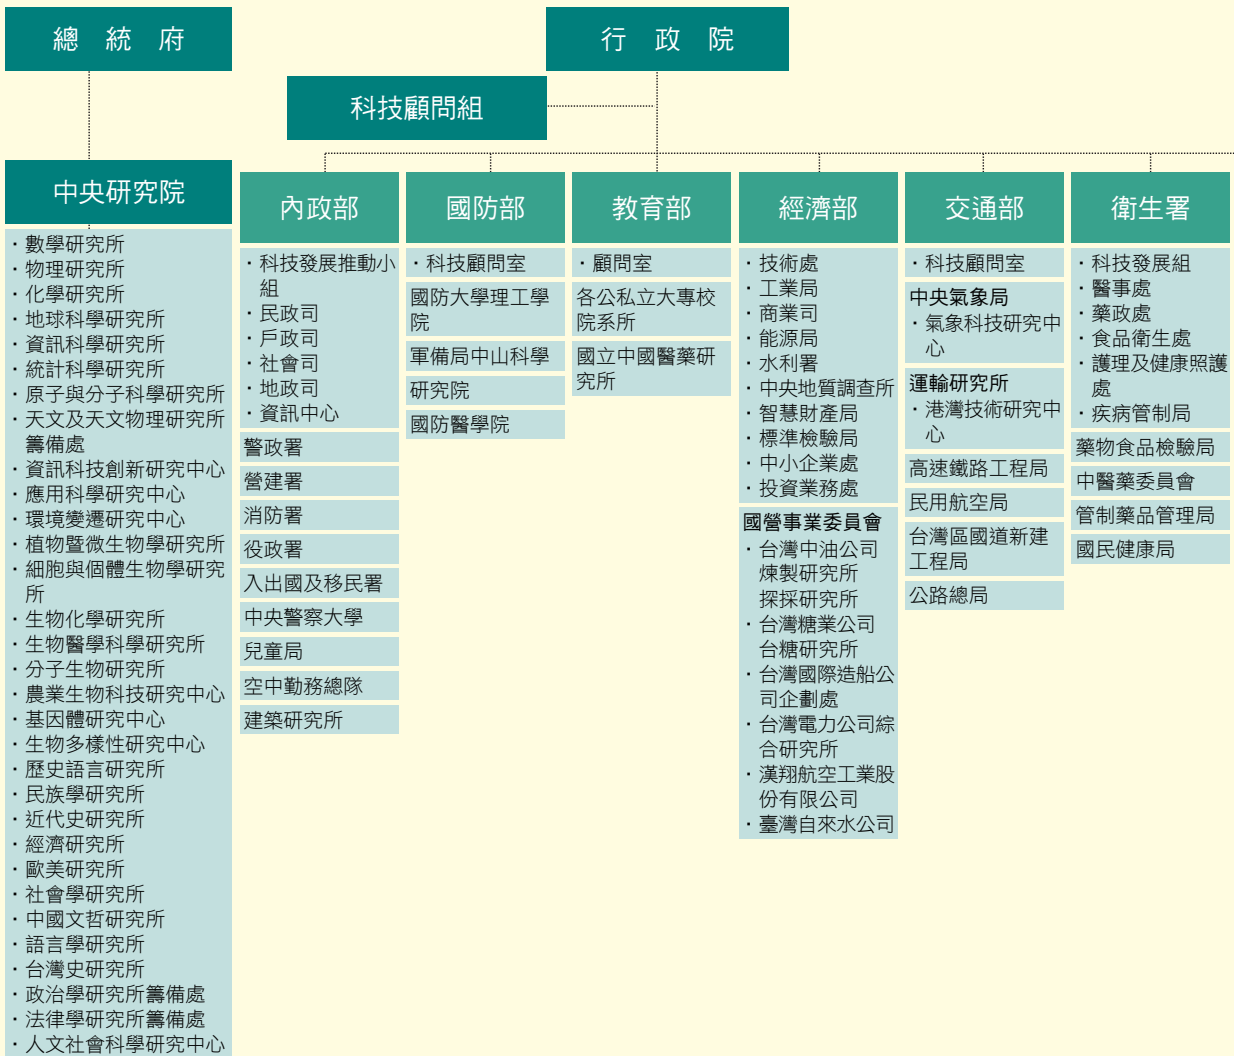 總統府
行政院
科技顧問組
中央研究院
・數學研究所
・物理研究所
・化學研究所
・地球科學研究所
・資訊科學研究所
・統計科學研究所
・原子與分子科學研究所
・天文及天文物理研究所
籌備處
・資訊科技創新研究中心
・應用科學研究中心
・環境變遷研究中心
・植物暨微生物學研究所
・細胞與個體生物學研究
所
・生物化學研究所
・生物醫學科學研究所
・分子生物研究所
・農業生物科技研究中心
・基因體研究中心
・生物多樣性研究中心
・歷史語言研究所
・民族學研究所
・近代史研究所
・經濟研究所
・歐美研究所
・社會學研究所
・中國文哲研究所
・語言學研究所
・台灣史研究所
・政治學研究所籌備處
・法律學研究所籌備處
・人文社會科學研究中心
內政部
・科技發展推動小
組
・民政司
・戶政司
・社會司
・地政司
・資訊中心
警政署
營建署
消防署
役政署
入出國及移民署
中央警察大學
兒童局
空中勤務總隊
建築研究所
國防部
・科技顧問室
國防大學理工學
院
軍備局中山科學
研究院
國防醫學院
教育部
・顧問室
各公私立大專校
院系所
國立中國醫藥研
究所
經濟部
・技術處
・工業局
・商業司
・能源局
・水利署
・中央地質調查所
・智慧財產局
・標準檢驗局
・中小企業處
・投資業務處
國營事業委員會
・台灣中油公司
煉製研究所
探採研究所
・台灣糖業公司
台糖研究所
・台灣國際造船公
司企劃處
・台灣電力公司綜
合研究所
・漢翔航空工業股
份有限公司
・臺灣自來水公司
交通部
・科技顧問室
中央氣象局
・氣象科技研究中
心
運輸研究所
・港灣技術研究中
心
高速鐵路工程局
民用航空局
台灣區國道新建
工程局
公路總局
衛生署
・科技發展組
・醫事處
・藥政處
・食品衛生處
・護理及健康照護
處
・疾病管制局
藥物食品檢驗局
中醫藥委員會
管制藥品管理局
國民健康局